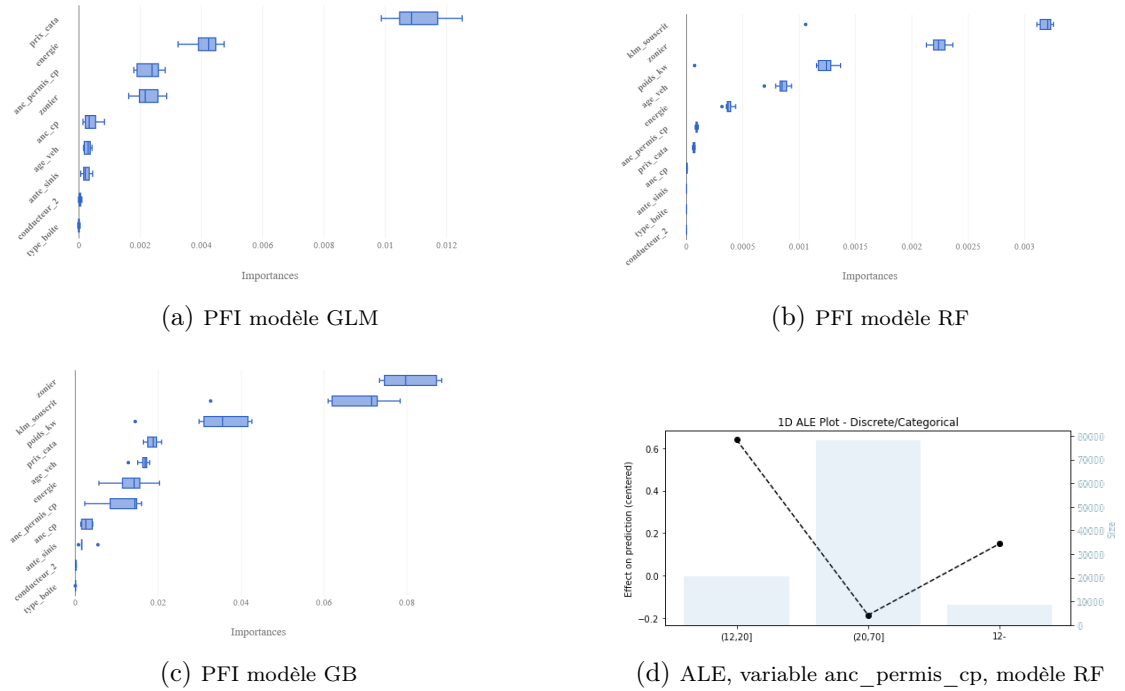 prix_cata
energie
anc_permis_cp
zonier
anc_cp
age_veh
ante_sinis
conducteur_2
type_boite
0 0.002 0.004 0.006 0.008 0.01 0.012
Importances
(a) PFI modèle GLM
klm_souscrit
zonier
poids_kw
age_veh
energie
anc_permis_cp
prix_cata
anc_cp
ante_sinis
type_boite
conducteur_2
0 0.0005 0.001 0.0015 0.002 0.0025 0.003
Importances
(b) PFI modèle RF
zonier
klm_souscrit
poids_kw
prix_cata
age_veh
energie
anc_permis_cp
anc_cp
ante_sinis
conducteur_2
type_boite
0 0.02 0.04 0.06 0.08
Importances
(c) PFI modèle GB
1D ALE Plot - Discrete/Categorical
Effect on prediction (centered)
0.6
0.4
0.2
0.0
−0.2
80000
70000
60000
50000
40000
30000
20000
10000
0
Size
(12,20] (20,70] 12-
(d) ALE, variable anc_permis_cp, modèle RF